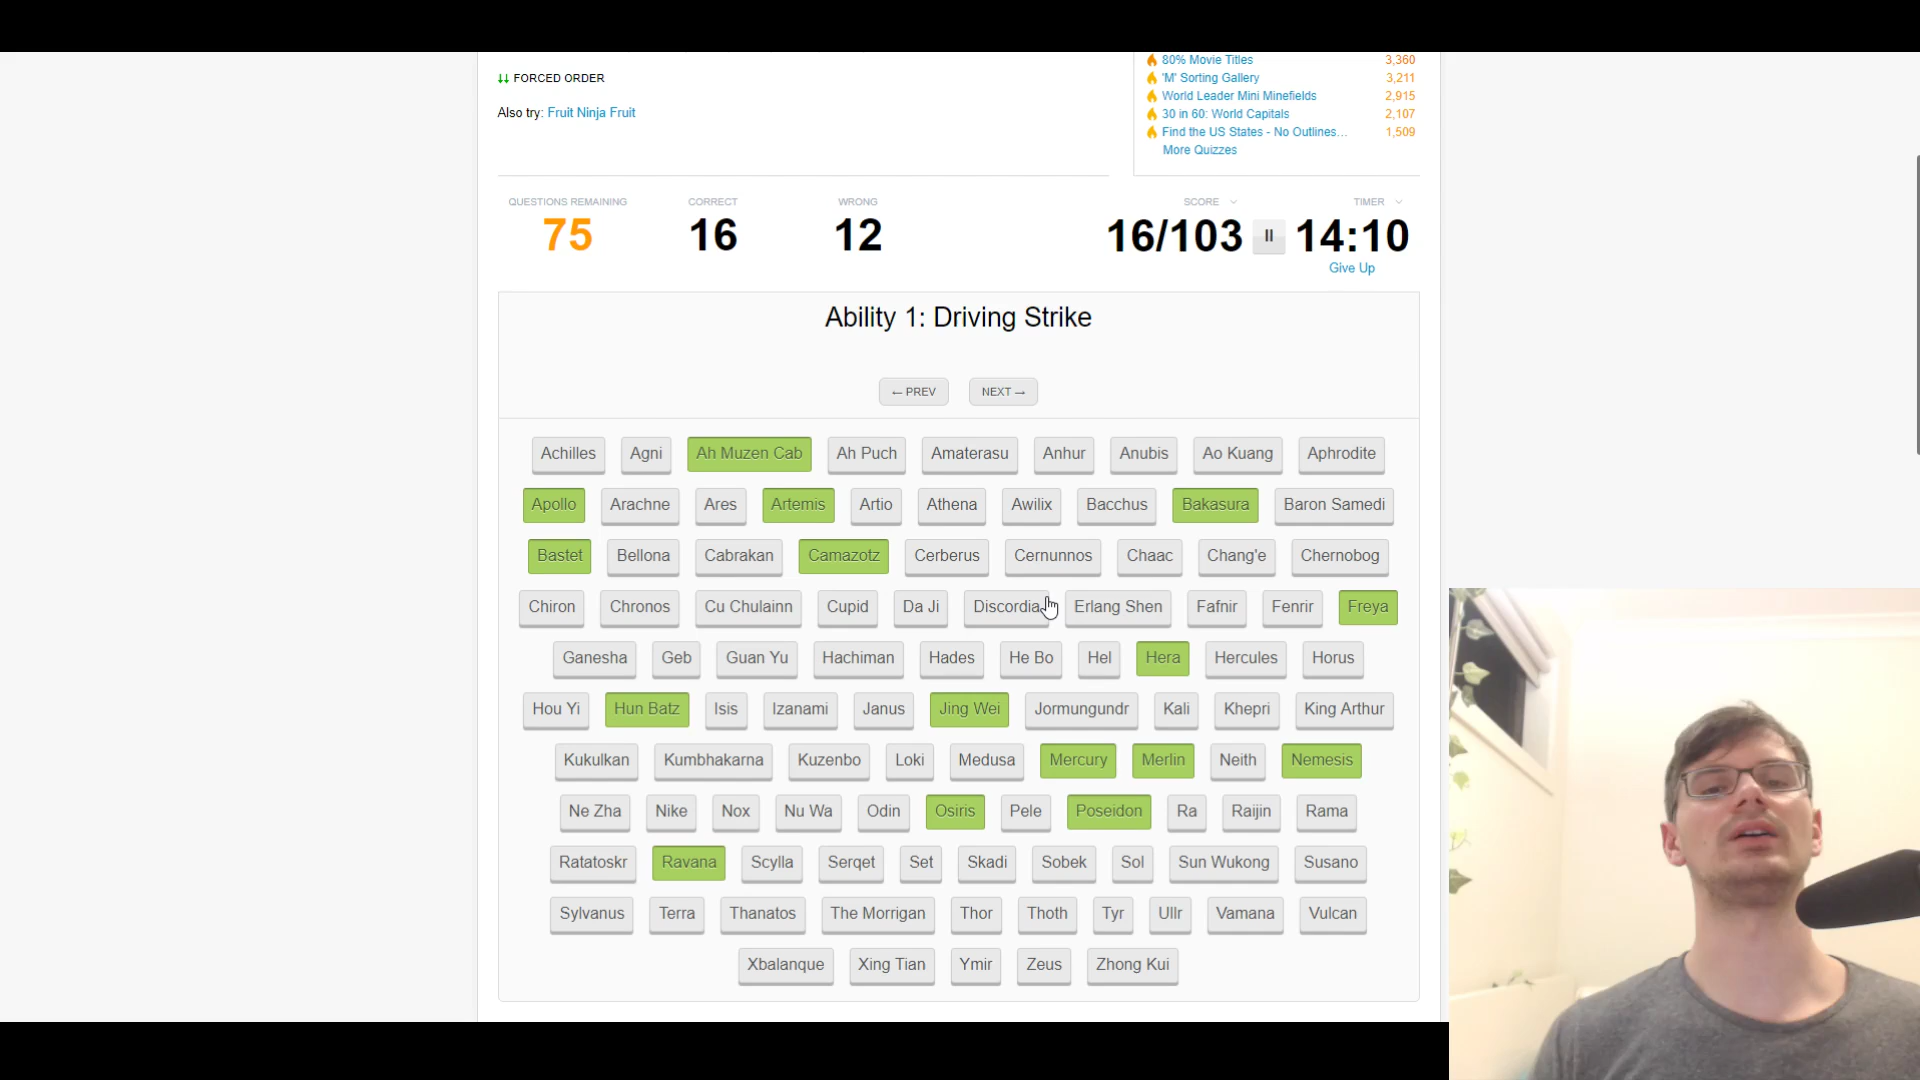 80% Movie Titles 3,360
↓↓ FORCED ORDER
'M' Sorting Gallery 3,211
World Leader Mini Minefields 2,915
Also try: Fruit Ninja Fruit
30 in 60: World Capitals 2,107
Find the US States - No Outlines... 1,509
More Quizzes
QUESTIONS REMAINING CORRECT WRONG SCORE TIMER
75 16 12 16/103 14:10
Give Up
Ability 1: Driving Strike
← PREV NEXT →
Achilles Agni Ah Muzen Cab Ah Puch Amaterasu Anhur Anubis Ao Kuang Aphrodite
Apollo Arachne Ares Artemis Artio Athena Awilix Bacchus Bakasura Baron Samedi
Bastet Bellona Cabrakan Camazotz Cerberus Cernunnos Chaac Chang'e Chernobog
Chiron Chronos Cu Chulainn Cupid Da Ji Discordia Erlang Shen Fafnir Fenrir Freya
Ganesha Geb Guan Yu Hachiman Hades He Bo Hel Hera Hercules Horus
Hou Yi Hun Batz Isis Izanami Janus Jing Wei Jormungundr Kali Khepri King Arthur
Kukulkan Kumbhakarna Kuzenbo Loki Medusa Mercury Merlin Neith Nemesis
Ne Zha Nike Nox Nu Wa Odin Osiris Pele Poseidon Ra Raijin Rama
Ratatoskr Ravana Scylla Serqet Set Skadi Sobek Sol Sun Wukong Susano
Sylvanus Terra Thanatos The Morrigan Thor Thoth Tyr Ullr Vamana Vulcan
Xbalanque Xing Tian Ymir Zeus Zhong Kui